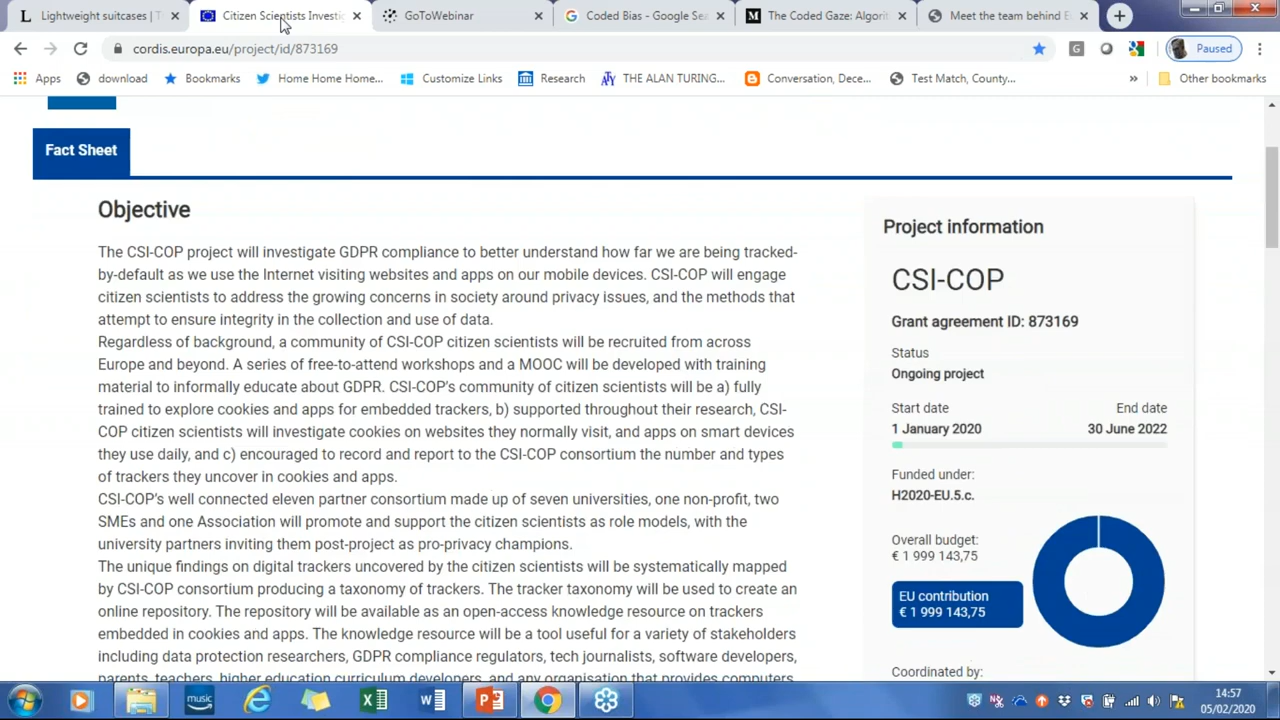 Lightweight suitcases | T
Citizen Scientists Investig
GoToWebinar
Coded Bias - Google Sea
The Coded Gaze: Algorit
Meet the team behind E
cordis.europa.eu/project/id/873169
Paused
Apps
download
Bookmarks
Home Home Home...
Customize Links
Research
THE ALAN TURING...
Conversation, Dece...
Test Match, County...
»
Other bookmarks
Fact Sheet
Objective
The CSI-COP project will investigate GDPR compliance to better understand how far we are being tracked-
by-default as we use the Internet visiting websites and apps on our mobile devices. CSI-COP will engage
citizen scientists to address the growing concerns in society around privacy issues, and the methods that
attempt to ensure integrity in the collection and use of data.
Regardless of background, a community of CSI-COP citizen scientists will be recruited from across
Europe and beyond. A series of free-to-attend workshops and a MOOC will be developed with training
material to informally educate about GDPR. CSI-COP's community of citizen scientists will be a) fully
trained to explore cookies and apps for embedded trackers, b) supported throughout their research, CSI-
COP citizen scientists will investigate cookies on websites they normally visit, and apps on smart devices
they use daily, and c) encouraged to record and report to the CSI-COP consortium the number and types
of trackers they uncover in cookies and apps.
CSI-COP's well connected eleven partner consortium made up of seven universities, one non-profit, two
SMEs and one Association will promote and support the citizen scientists as role models, with the
university partners inviting them post-project as pro-privacy champions.
The unique findings on digital trackers uncovered by the citizen scientists will be systematically mapped
by CSI-COP consortium producing a taxonomy of trackers. The tracker taxonomy will be used to create an
online repository. The repository will be available as an open-access knowledge resource on trackers
embedded in cookies and apps. The knowledge resource will be a tool useful for a variety of stakeholders
including data protection researchers, GDPR compliance regulators, tech journalists, software developers,
parents, teachers, higher education curriculum developers, and any organisation that provides computers
Project information
CSI-COP
Grant agreement ID: 873169
Status
Ongoing project
Start date
End date
1 January 2020
30 June 2022
Funded under:
H2020-EU.5.c.
Overall budget:
€ 1 999 143,75
EU contribution
€ 1 999 143,75
Coordinated by:
music
14:57
05/02/2020